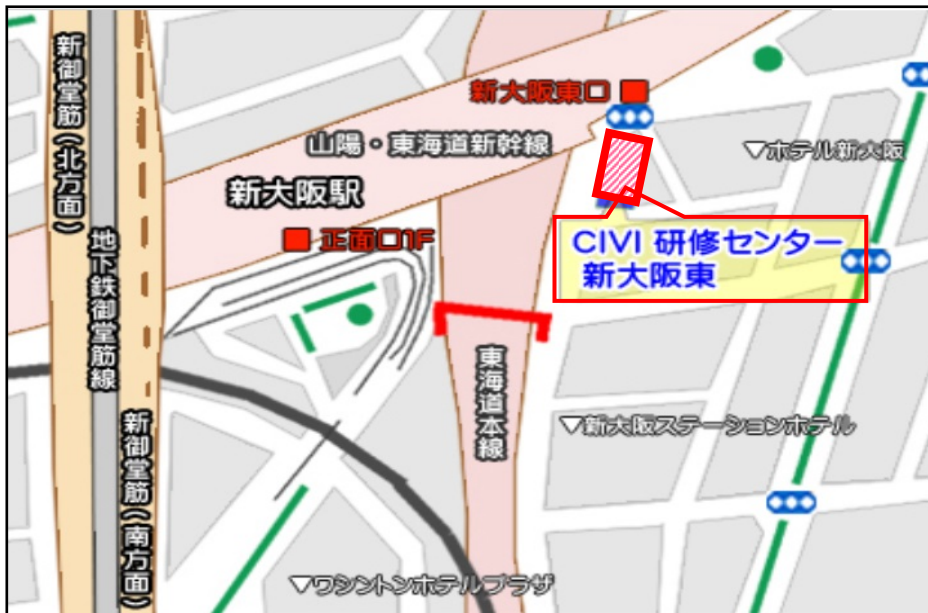 新御堂筋(北方面)
新大阪東口
山陽・東海道新幹線
▽ホテル新大阪
新大阪駅
正面口1F
CIVI 研修センター
新大阪東
地下鉄御堂筋線
東海道本線
新御堂筋(南方面)
▽新大阪ステーションホテル
▽ワシントンホテルプラザ